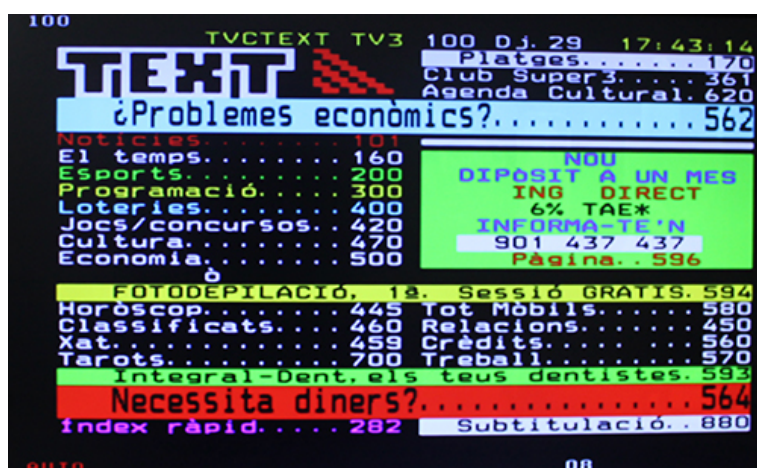 100
TVCTEXT TV3 100 Dj. 29 17:43:14
TEXT
Platges........170
Club Super3.....361
Agenda Cultural.620
¿Problemes econòmics?............562
Notícies........101
El temps........160
Esports.........200
Programació.....300
Loteries........400
Jocs/concursos..420
Cultura.........470
Economia........500
ò
NOU
DIPÒSIT A UN MES
ING DIRECT
6% TAE*
INFORMA-TE'N
901 437 437
Pàgina..596
FOTODEPILACIÓ, 1ª. Sessió GRATIS.594
Horòscop........445 Tot Mòbils......580
Classificats....460 Relacions.......450
Xat.............459 Crèdits.........560
Tarots..........700 Treball.........570
Integral-Dent,els teus dentistes.593
Necessita diners?................564
Índex ràpid.....282 Subtitulació..880